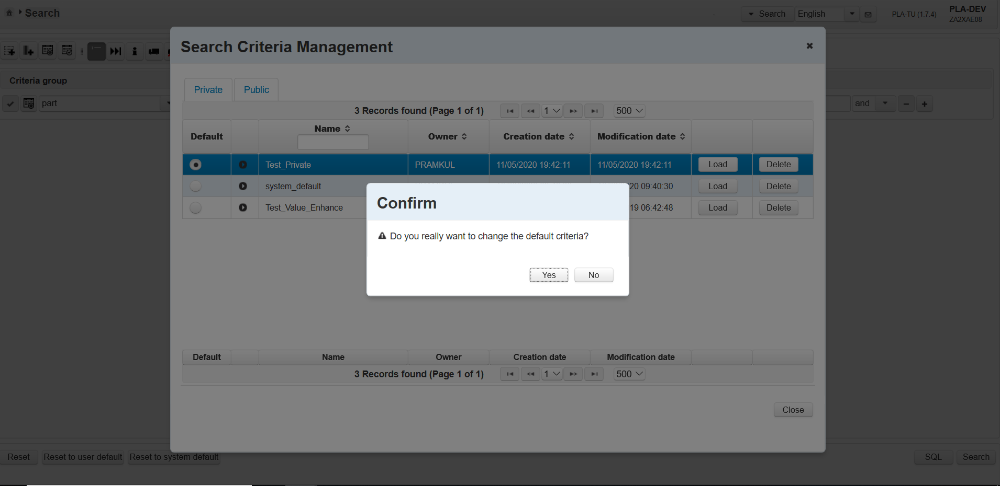 Search
Search English PLA-TU (1.7.4) PLA-DEV
ZA2XAE08
Search Criteria Management
Criteria group
part
and
Private Public
3 Records found (Page 1 of 1) 1 500
Default Name Owner Creation date Modification date
Test_Private PRAMKUL 11/05/2020 19:42:11 11/05/2020 19:42:11 Load Delete
system_default 20 09:40:30 Load Delete
Test_Value_Enhance 19 06:42:48 Load Delete
Confirm
Do you really want to change the default criteria?
Yes No
Default Name Owner Creation date Modification date
3 Records found (Page 1 of 1) 1 500
Close
Reset Reset to user default Reset to system default SQL Search